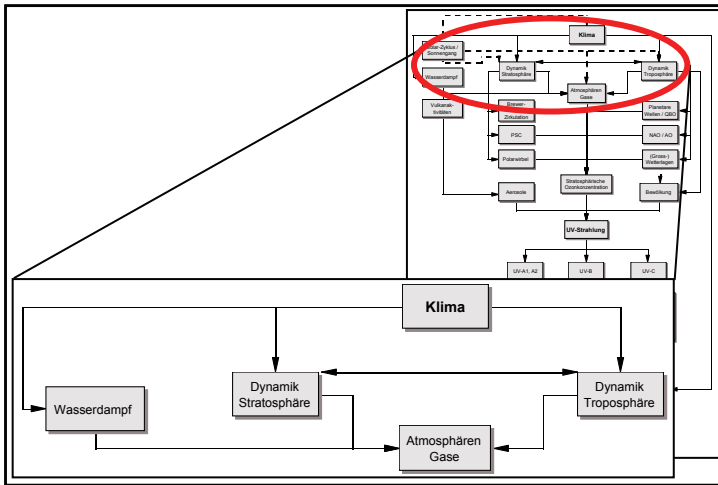 Klima
Solar-Zyklus /
Sonnengang
Dynamik
Stratosphäre
Dynamik
Troposphäre
Wasserdampf
Atmosphären
Gase
Vulkanak-
tivitäten
Brewer-
Zirkulation
Planetare
Wellen / QBO
PSC
NAO / AO
Polarwirbel
(Gross-)
Wetterlagen
Stratosphärische
Ozonkonzentration
Aerosole
Bewölkung
UV-Strahlung
UV-A1, A2
UV-B
UV-C
Klima
Dynamik
Stratosphäre
Dynamik
Troposphäre
Wasserdampf
Atmosphären
Gase